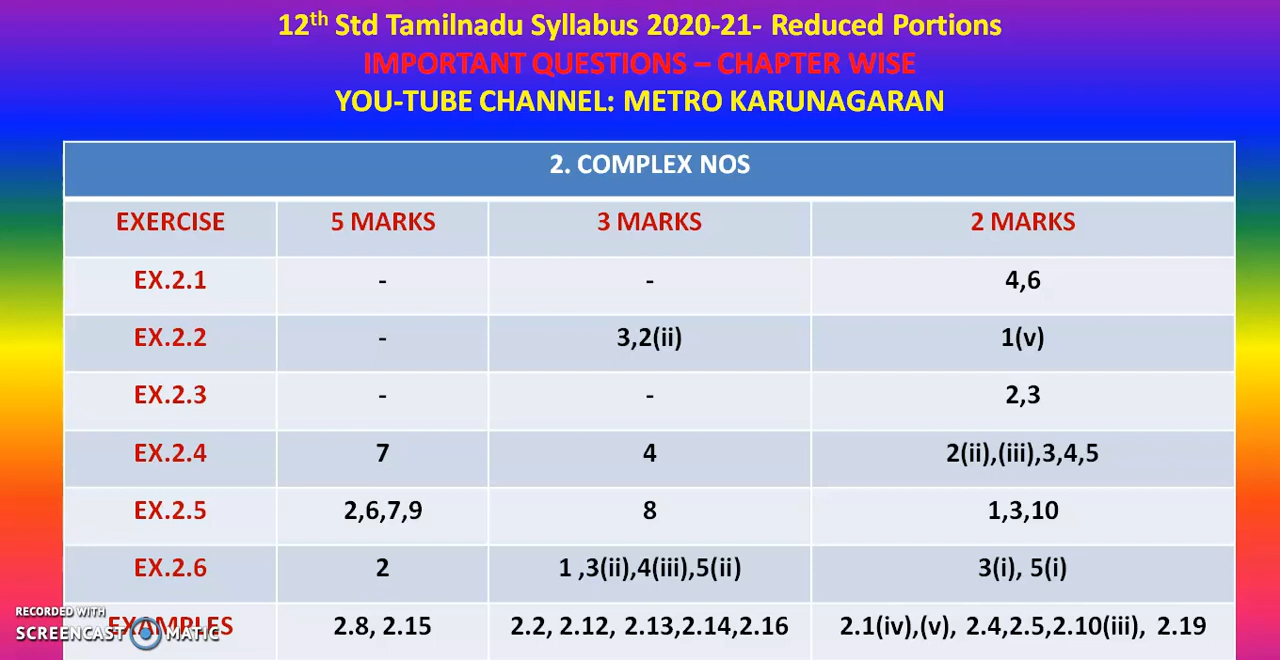 12th Std Tamilnadu Syllabus 2020-21- Reduced Portions
IMPORTANT QUESTIONS – CHAPTER WISE
YOU-TUBE CHANNEL: METRO KARUNAGARAN
2. COMPLEX NOS
EXERCISE 5 MARKS 3 MARKS 2 MARKS
EX.2.1 - - 4,6
EX.2.2 - 3,2(ii) 1(v)
EX.2.3 - - 2,3
EX.2.4 7 4 2(ii),(iii),3,4,5
EX.2.5 2,6,7,9 8 1,3,10
EX.2.6 2 1 ,3(ii),4(iii),5(ii) 3(i), 5(i)
EXAMPLES 2.8, 2.15 2.2, 2.12, 2.13,2.14,2.16 2.1(iv),(v), 2.4,2.5,2.10(iii), 2.19
RECORDED WITH
SCREENCAST MATIC